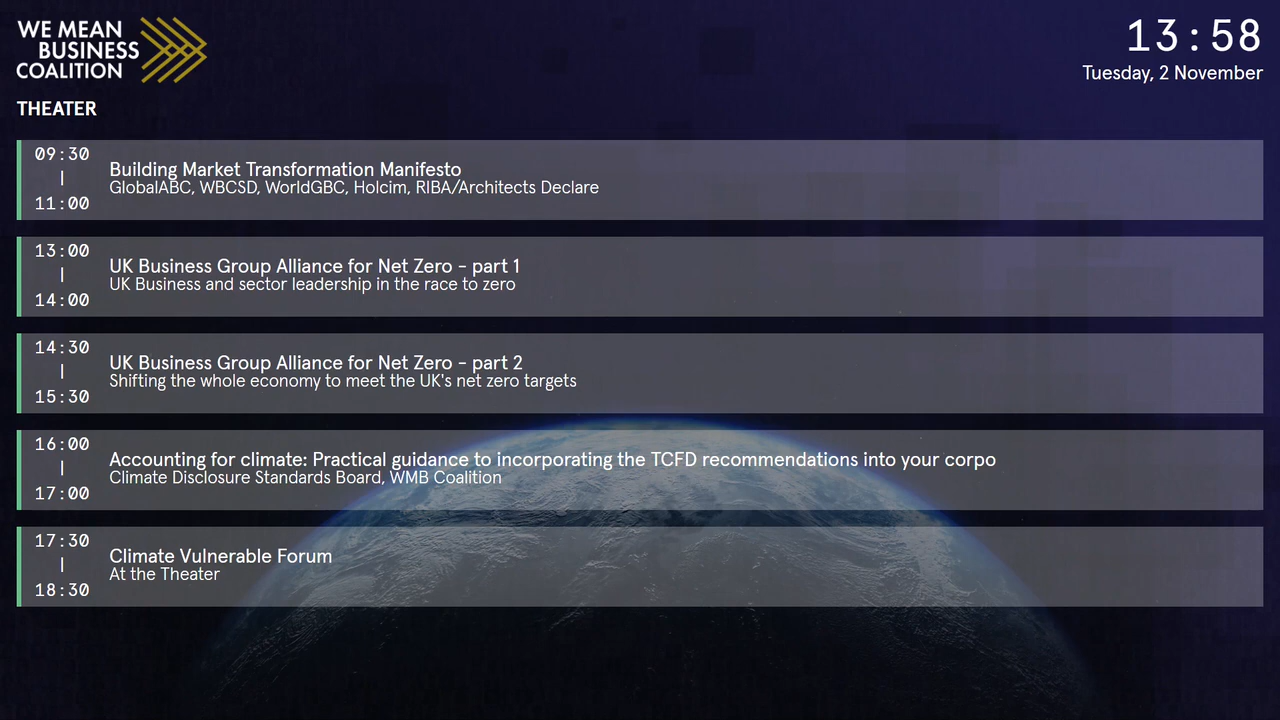 WE MEAN
BUSINESS
COALITION
13:58
Tuesday, 2 November
THEATER
09:30
|
11:00
Building Market Transformation Manifesto
GlobalABC, WBCSD, WorldGBC, Holcim, RIBA/Architects Declare
13:00
|
14:00
UK Business Group Alliance for Net Zero - part 1
UK Business and sector leadership in the race to zero
14:30
|
15:30
UK Business Group Alliance for Net Zero - part 2
Shifting the whole economy to meet the UK's net zero targets
16:00
|
17:00
Accounting for climate: Practical guidance to incorporating the TCFD recommendations into your corpo
Climate Disclosure Standards Board, WMB Coalition
17:30
|
18:30
Climate Vulnerable Forum
At the Theater